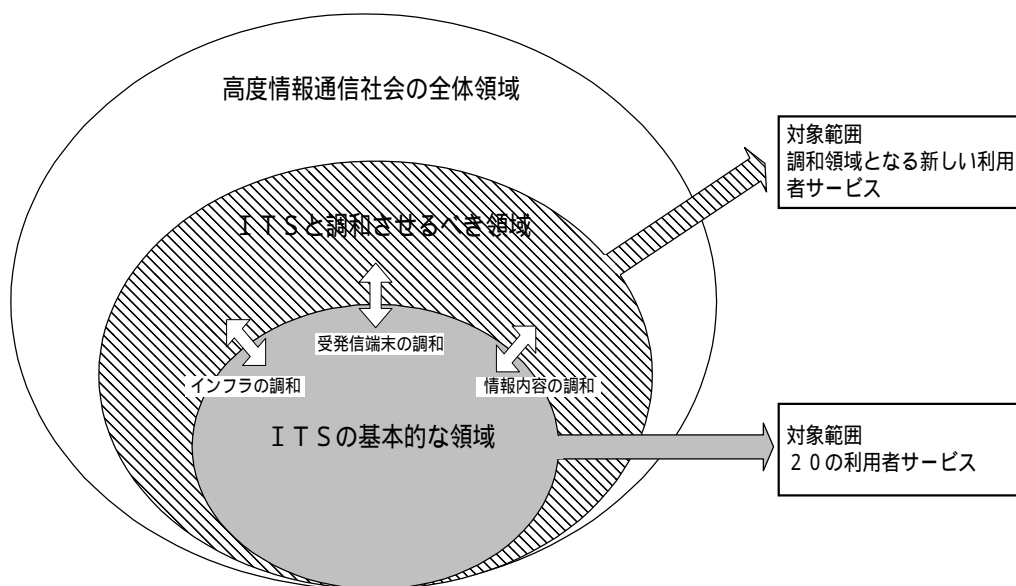 高度情報通信社会の全体領域
対象範囲
調和領域となる新しい利用
者サービス
ＩＴＳと調和させるべき領域
受発信端末の調和
インフラの調和
情報内容の調和
ＩＴＳの基本的な領域
対象範囲
２０の利用者サービス